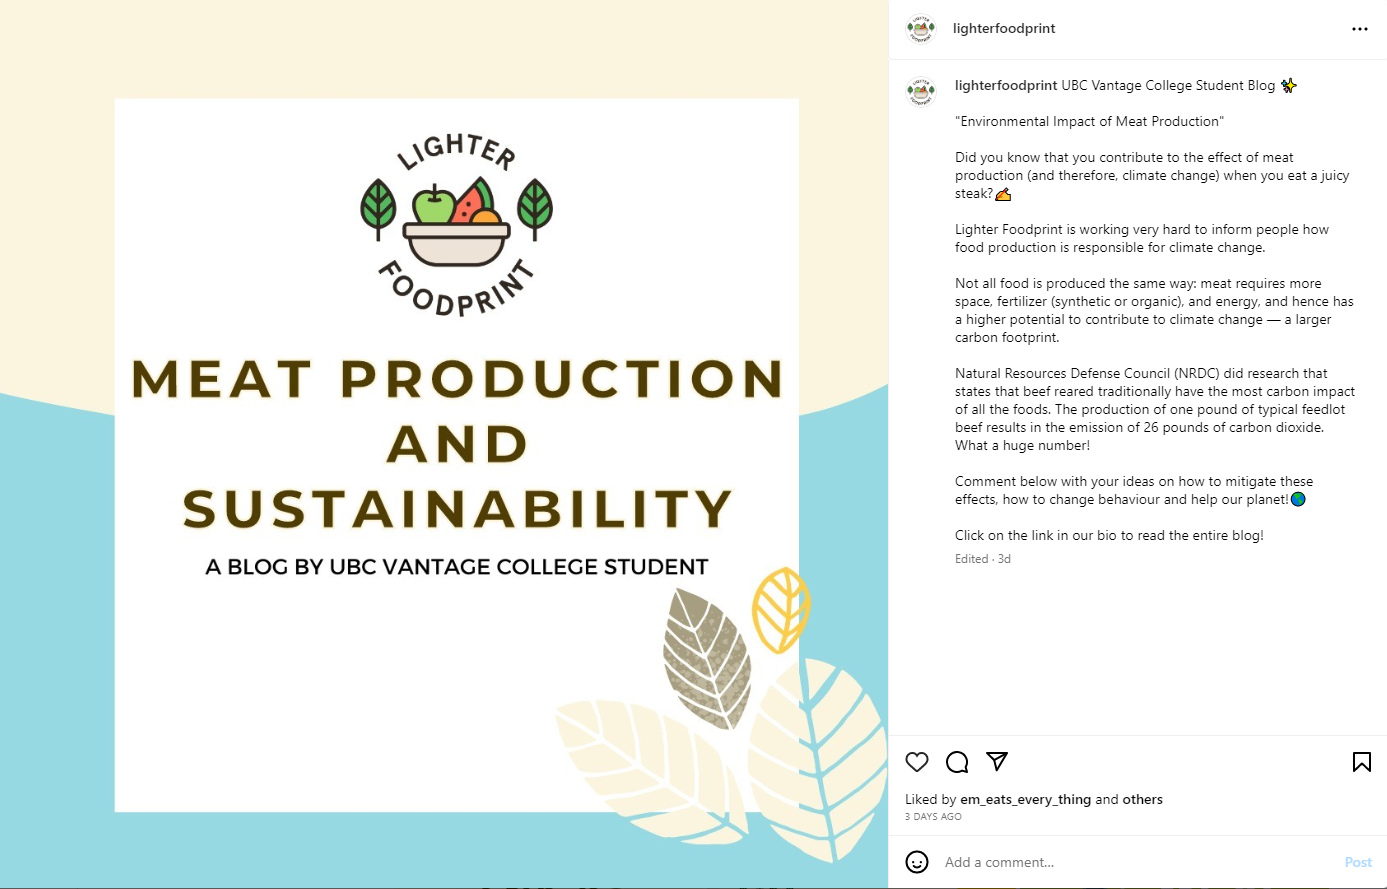 LIGHTER
FOODPRINT
MEAT PRODUCTION
AND
SUSTAINABILITY
A BLOG BY UBC VANTAGE COLLEGE STUDENT
LIGHTER
FOODPRINT
lighterfoodprint
LIGHTER
FOODPRINT
lighterfoodprint UBC Vantage College Student Blog ✨
"Environmental Impact of Meat Production"
Did you know that you contribute to the effect of meat
production (and therefore, climate change) when you eat a juicy
steak?✍
Lighter Foodprint is working very hard to inform people how
food production is responsible for climate change.
Not all food is produced the same way: meat requires more
space, fertilizer (synthetic or organic), and energy, and hence has
a higher potential to contribute to climate change — a larger
carbon footprint.
Natural Resources Defense Council (NRDC) did research that
states that beef reared traditionally have the most carbon impact
of all the foods. The production of one pound of typical feedlot
beef results in the emission of 26 pounds of carbon dioxide.
What a huge number!
Comment below with your ideas on how to mitigate these
effects, how to change behaviour and help our planet!🌎
Click on the link in our bio to read the entire blog!
Edited · 3d
Liked by em_eats_every_thing and others
3 DAYS AGO
Add a comment...
Post